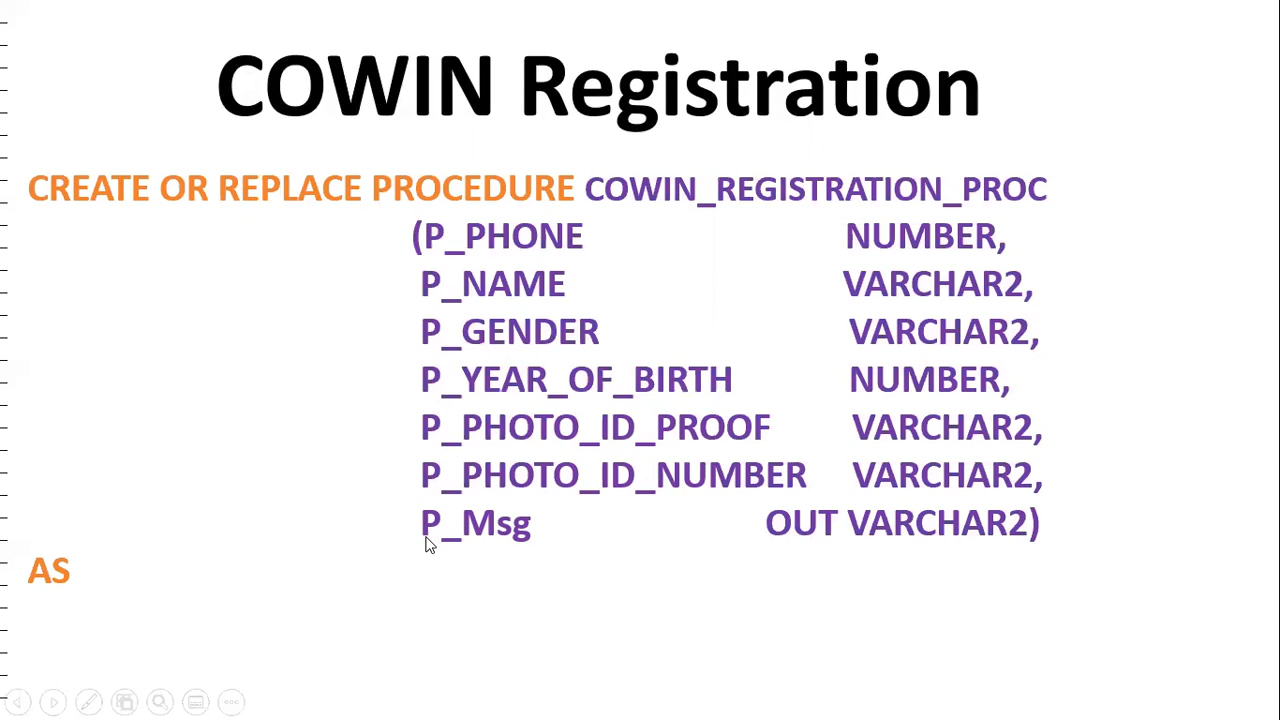 COWIN Registration
CREATE OR REPLACE PROCEDURE COWIN_REGISTRATION_PROC
(P_PHONE NUMBER,
P_NAME VARCHAR2,
P_GENDER VARCHAR2,
P_YEAR_OF_BIRTH NUMBER,
P_PHOTO_ID_PROOF VARCHAR2,
P_PHOTO_ID_NUMBER VARCHAR2,
P_Msg OUT VARCHAR2)
AS